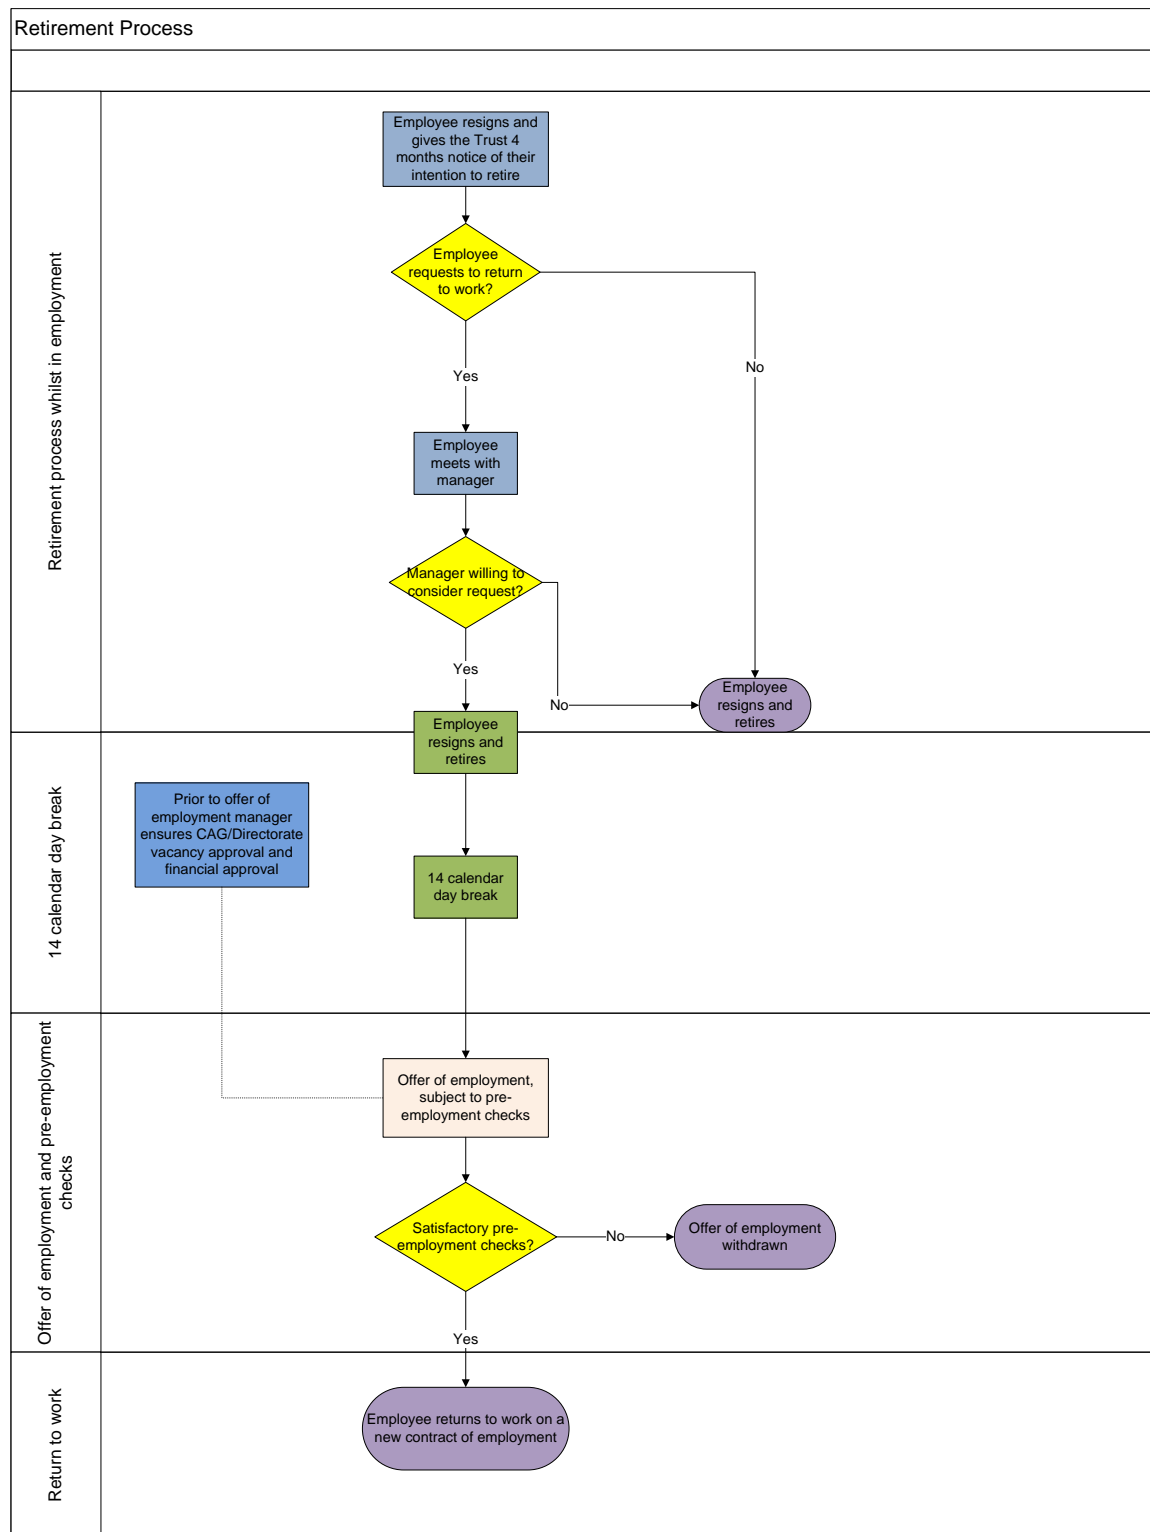 Retirement Process
Retirement process whilst in employment
Employee resigns and
gives the Trust 4
months notice of their
intention to retire
Employee
requests to return
to work?
Yes
No
Employee
meets with
manager
Manager willing to
consider request?
Yes
No
Employee
resigns and
retires
Employee
resigns and
retires
14 calendar day break
Prior to offer of
employment manager
ensures CAG/Directorate
vacancy approval and
financial approval
14 calendar
day break
Offer of employment and pre-employment
checks
Offer of employment,
subject to pre-
employment checks
Satisfactory pre-
employment checks?
No
Offer of employment
withdrawn
Yes
Return to work
Employee returns to work on a
new contract of employment